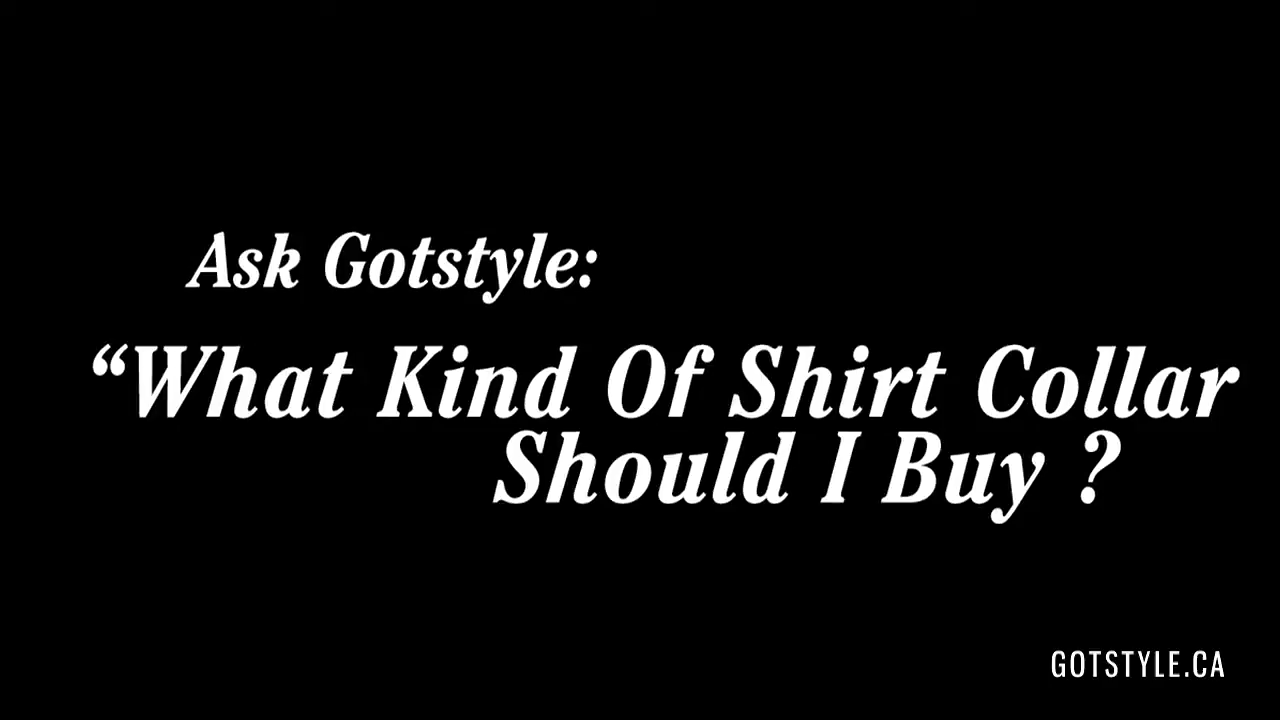 Ask Gotstyle:
“What Kind Of Shirt Collar
Should I Buy ?
GOTSTYLE.CA